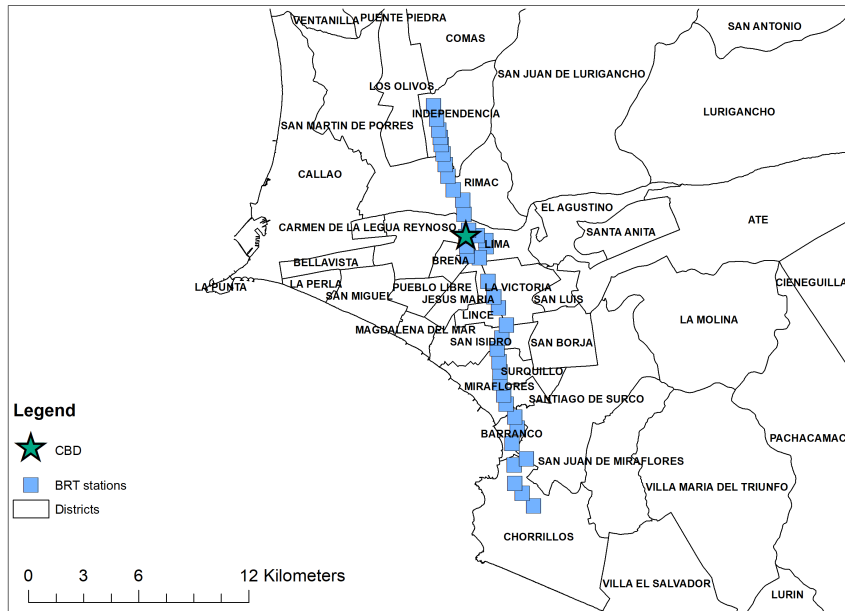 VENTANILLA
PUENTE PIEDRA
COMAS
SAN ANTONIO
SAN JUAN DE LURIGANCHO
LOS OLIVOS
INDEPENDENCIA
LURIGANCHO
SAN MARTIN DE PORRES
CALLAO
RIMAC
EL AGUSTINO
ATE
CARMEN DE LA LEGUA REYNOSO
SANTA ANITA
LIMA
BREÑA
BELLAVISTA
LA PUNTA
LA PERLA
PUEBLO LIBRE
LA VICTORIA
CIENEGUILLA
SAN MIGUEL
JESUS MARIA
SAN LUIS
LINCE
LA MOLINA
MAGDALENA DEL MAR
SAN ISIDRO
SAN BORJA
SURQUILLO
MIRAFLORES
SANTIAGO DE SURCO
BARRANCO
PACHACAMAC
SAN JUAN DE MIRAFLORES
VILLA MARIA DEL TRIUNFO
CHORRILLOS
VILLA EL SALVADOR
LURIN
Legend
CBD
BRT stations
Districts
0 3 6 12 Kilometers